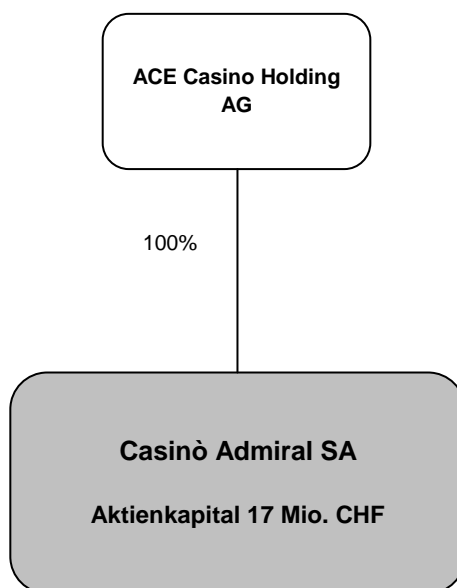 ACE Casino Holding
AG
100%
Casinò Admiral SA
Aktienkapital 17 Mio. CHF